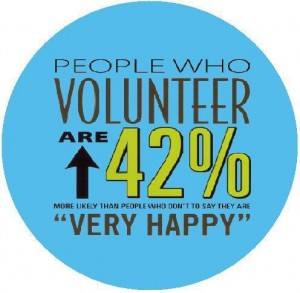 PEOPLE WHO
VOLUNTEER
ARE
42%
MORE LIKELY THAN PEOPLE WHO DON'T TO SAY THEY ARE
"VERY HAPPY"